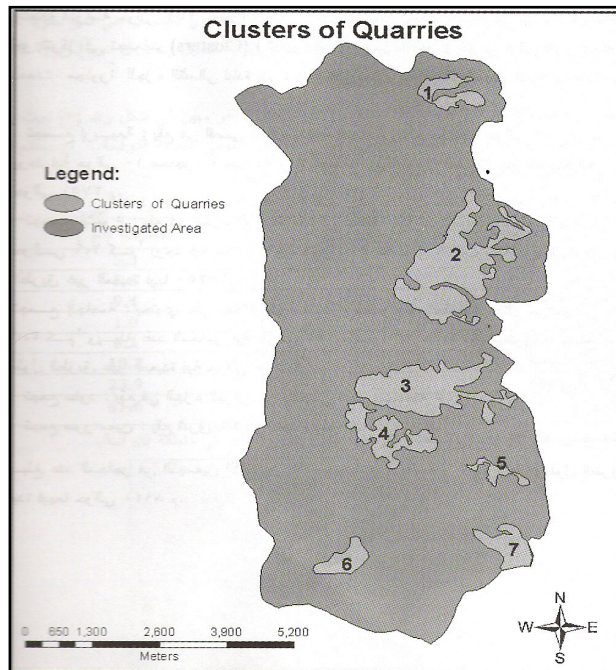 Clusters of Quarries
1
Legend:
Clusters of Quarries
Investigated Area
2
3
4
5
6
7
N
W E
S
0 650 1,300 2,600 3,900 5,200
Meters